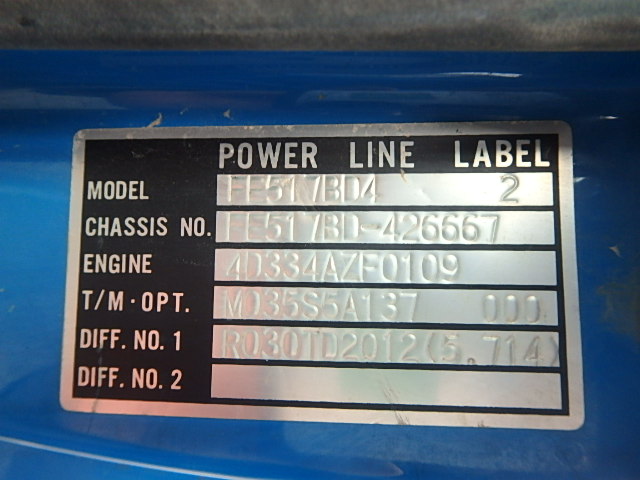 POWER LINE LABEL
MODEL FE517BD4 2
CHASSIS NO. FE517BD-426667
ENGINE 4D334AZF0109
T/M·OPT. M035S5A137 000
DIFF. NO. 1 R030TD2012(5.714)
DIFF. NO. 2